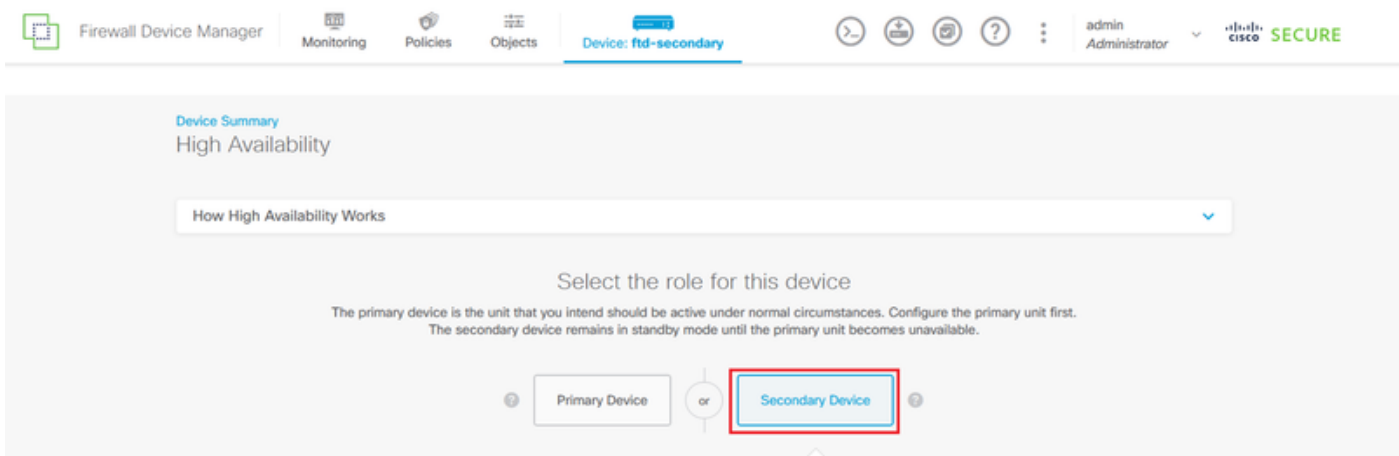 Firewall Device Manager
Monitoring
Policies
Objects
Device: ftd-secondary
>_
?
admin
Administrator
cisco SECURE
Device Summary
High Availability
How High Availability Works
Select the role for this device
The primary device is the unit that you intend should be active under normal circumstances. Configure the primary unit first.
The secondary device remains in standby mode until the primary unit becomes unavailable.
? Primary Device or Secondary Device ?